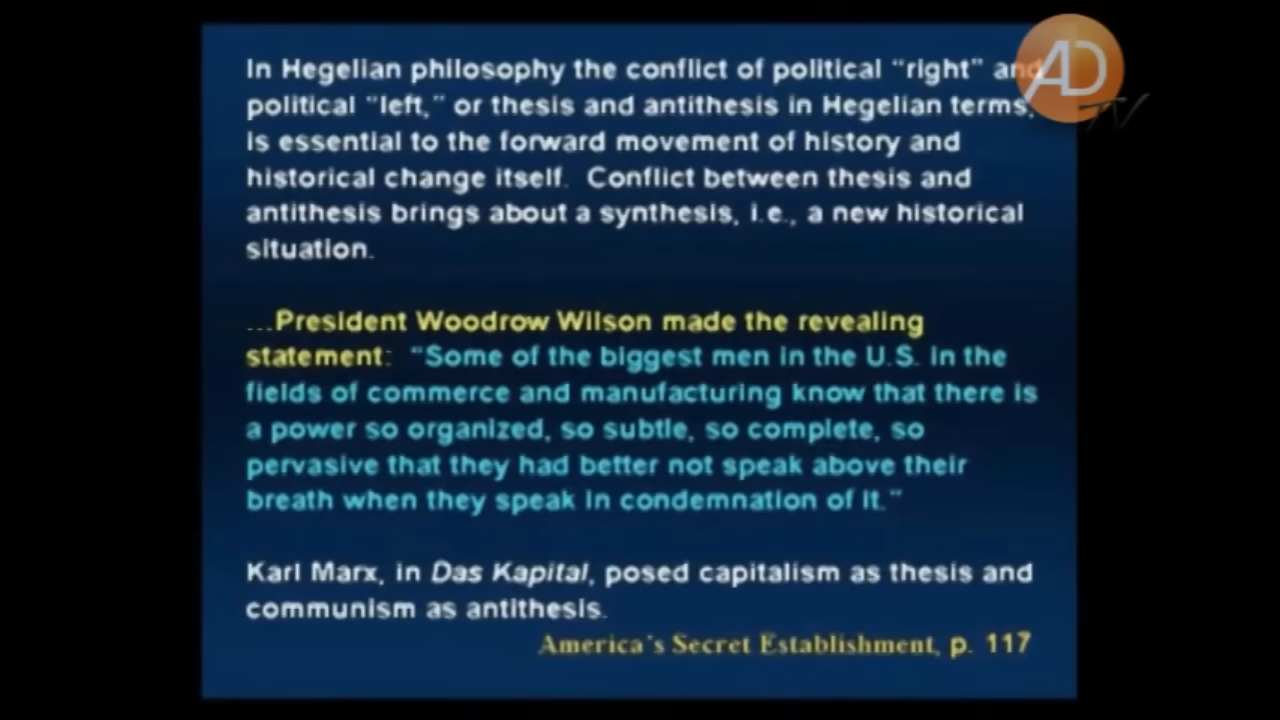 In Hegelian philosophy the conflict of political “right” and
political “left,” or thesis and antithesis in Hegelian terms,
is essential to the forward movement of history and
historical change itself. Conflict between thesis and
antithesis brings about a synthesis, i.e., a new historical
situation.
...President Woodrow Wilson made the revealing
statement: “Some of the biggest men in the U.S. in the
fields of commerce and manufacturing know that there is
a power so organized, so subtle, so complete, so
pervasive that they had better not speak above their
breath when they speak in condemnation of it.”
Karl Marx, in Das Kapital, posed capitalism as thesis and
communism as antithesis.
America's Secret Establishment, p. 117
AD
TV